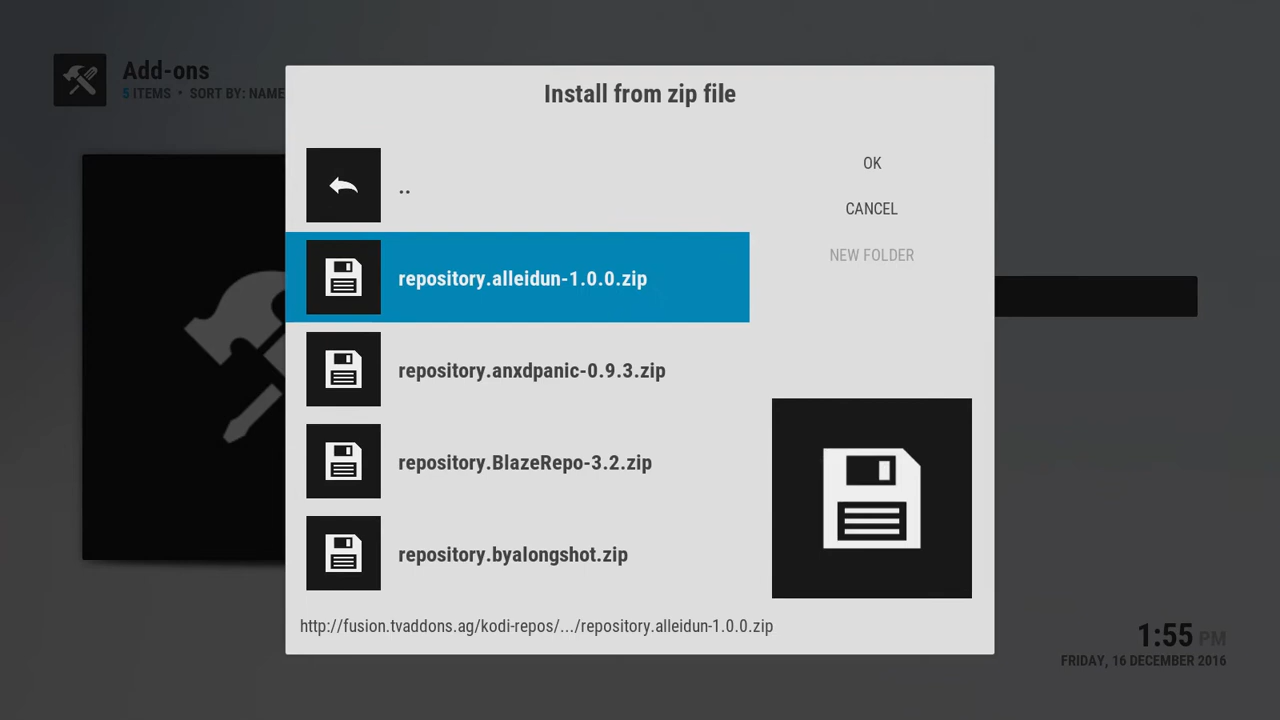 Add-ons
5 ITEMS • SORT BY: NAME
Install from zip file
..
repository.alleidun-1.0.0.zip
repository.anxdpanic-0.9.3.zip
repository.BlazeRepo-3.2.zip
repository.byalongshot.zip
OK
CANCEL
NEW FOLDER
http://fusion.tvaddons.ag/kodi-repos/.../repository.alleidun-1.0.0.zip
1:55 PM
FRIDAY, 16 DECEMBER 2016